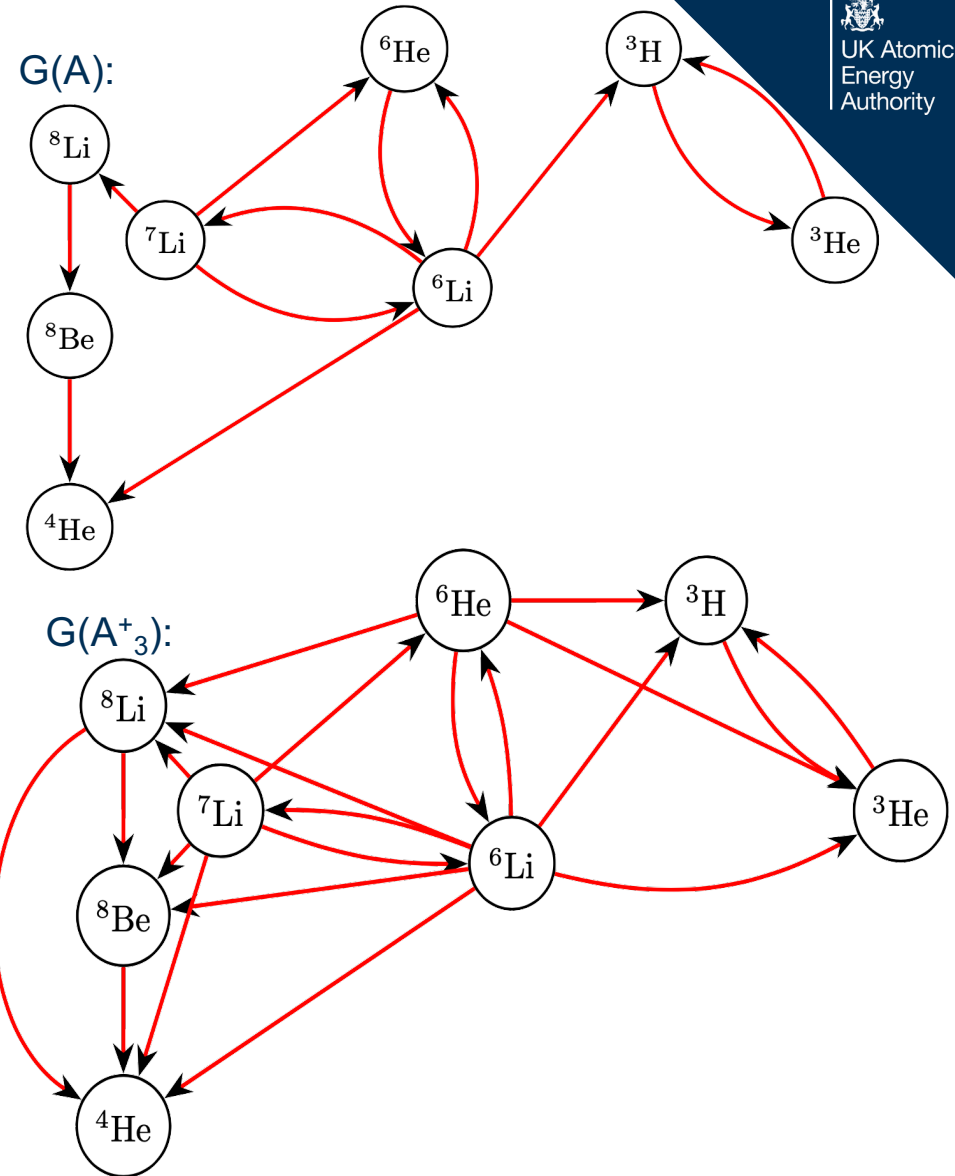 G(A):
⁶He
³H
UK Atomic
Energy
Authority
⁸Li
⁷Li
³He
⁶Li
⁸Be
⁴He
G(A⁺₃):
⁶He
³H
⁸Li
⁷Li
³He
⁶Li
⁸Be
⁴He